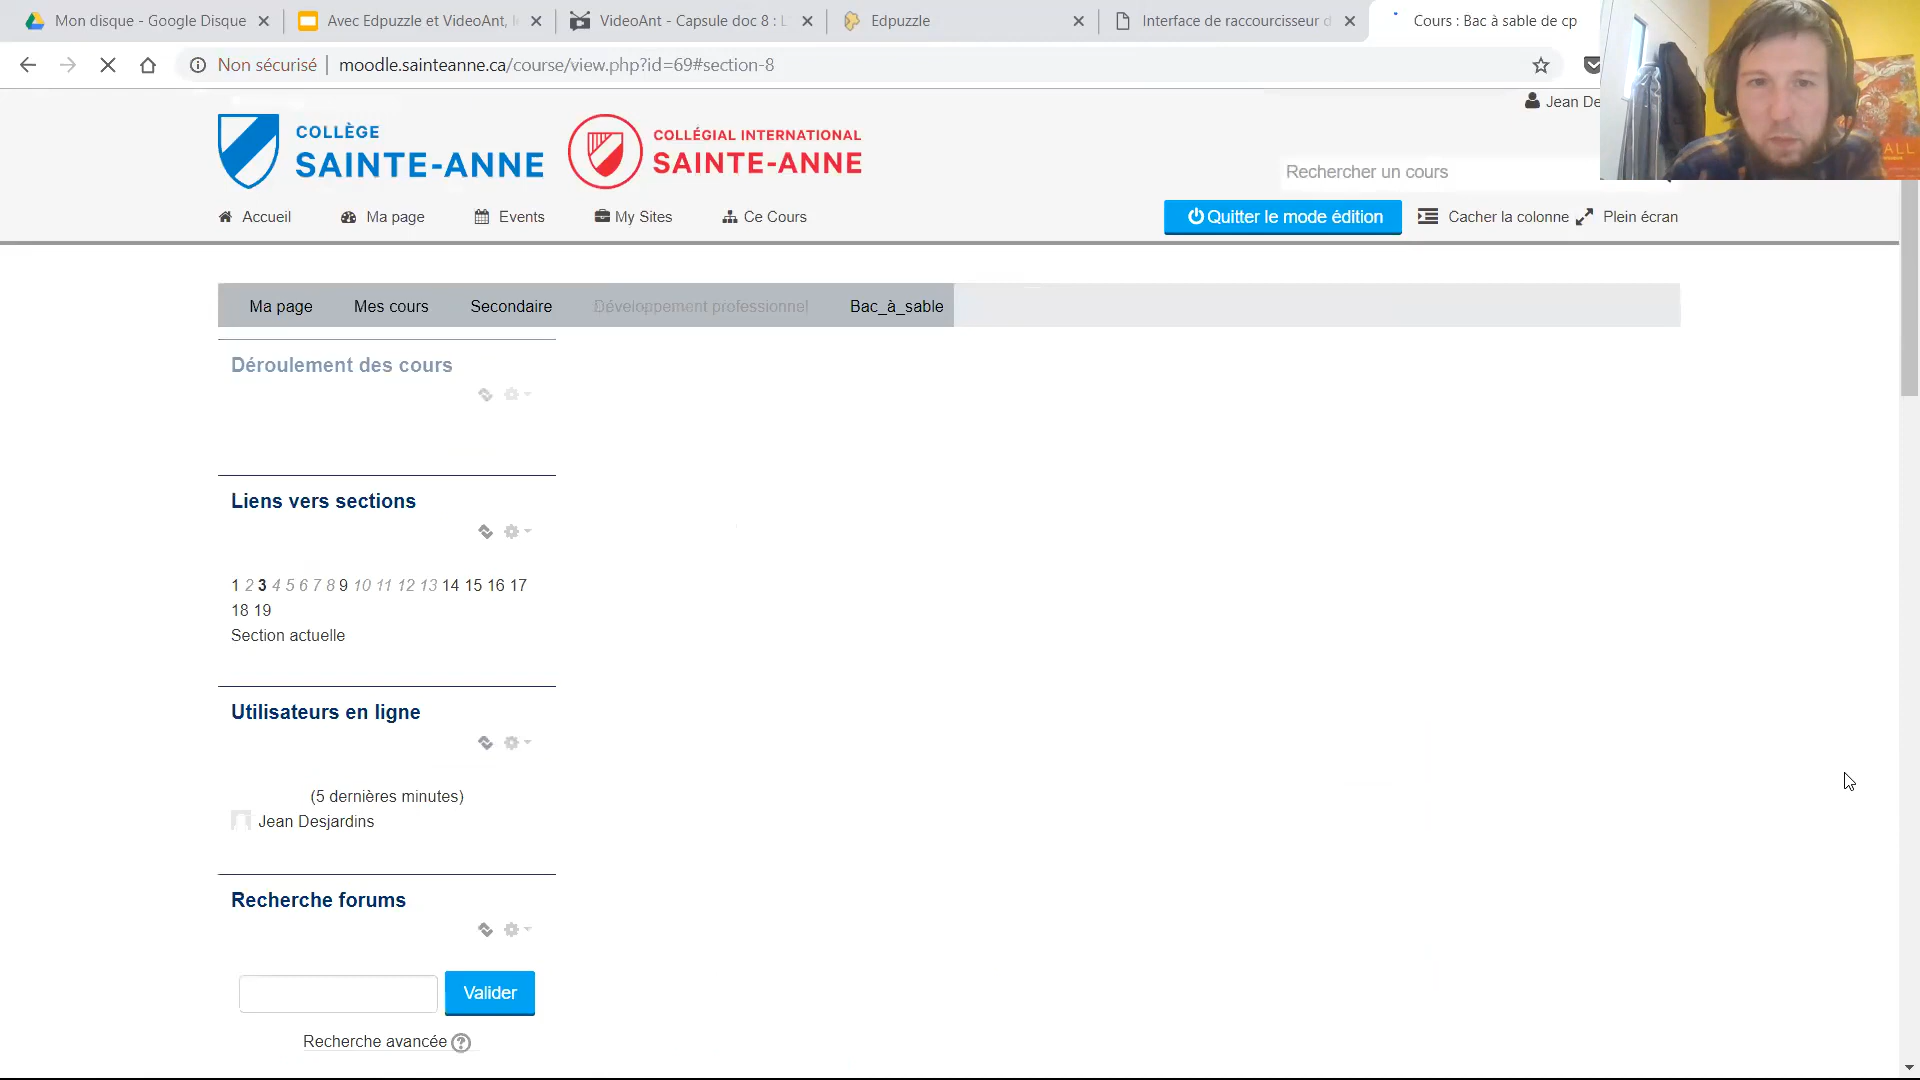 Mon disque - Google Disque
Avec Edpuzzle et VideoAnt, l
VideoAnt - Capsule doc 8 : L
Edpuzzle
Interface de raccourcisseur d
Cours : Bac à sable de cp
Non sécurisé | moodle.sainteanne.ca/course/view.php?id=69#section-8
Jean De
COLLÈGE
SAINTE-ANNE
COLLÉGIAL INTERNATIONAL
SAINTE-ANNE
Rechercher un cours
Accueil
Ma page
Events
My Sites
Ce Cours
Quitter le mode édition
Cacher la colonne
Plein écran
Ma page
Mes cours
Secondaire
Développement professionnel
Bac_à_sable
Déroulement des cours
Liens vers sections
1 2 3 4 5 6 7 8 9 10 11 12 13 14 15 16 17
18 19
Section actuelle
Utilisateurs en ligne
(5 dernières minutes)
Jean Desjardins
Recherche forums
Valider
Recherche avancée